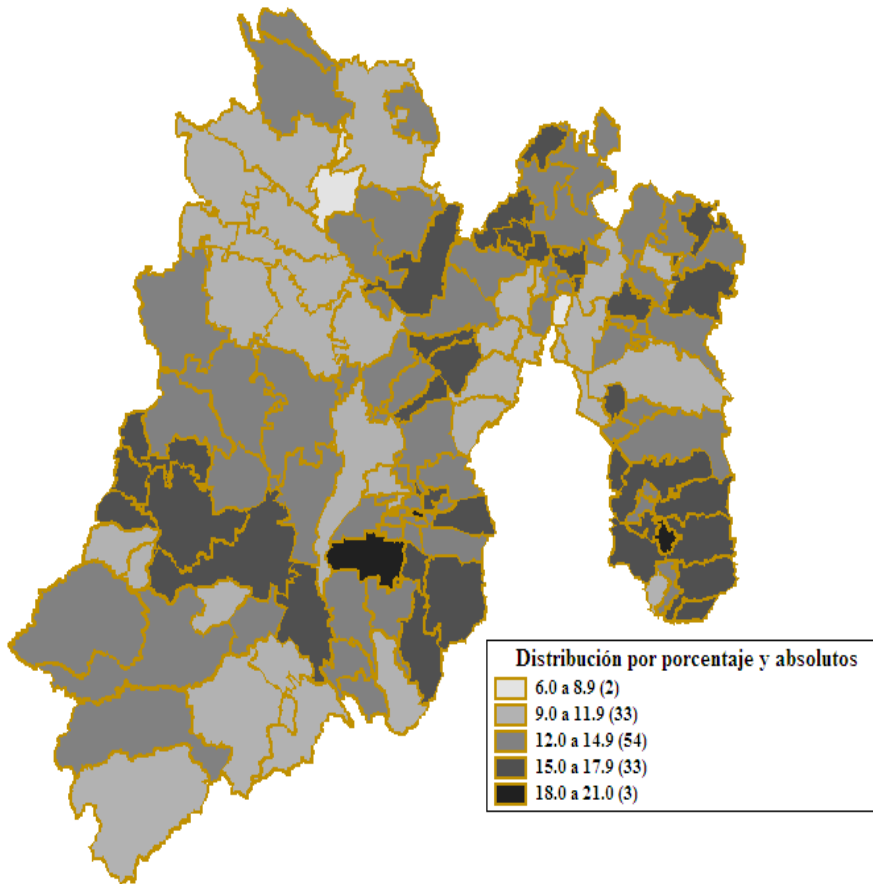 Distribución por porcentaje y absolutos
6.0 a 8.9 (2)
9.0 a 11.9 (33)
12.0 a 14.9 (54)
15.0 a 17.9 (33)
18.0 a 21.0 (3)